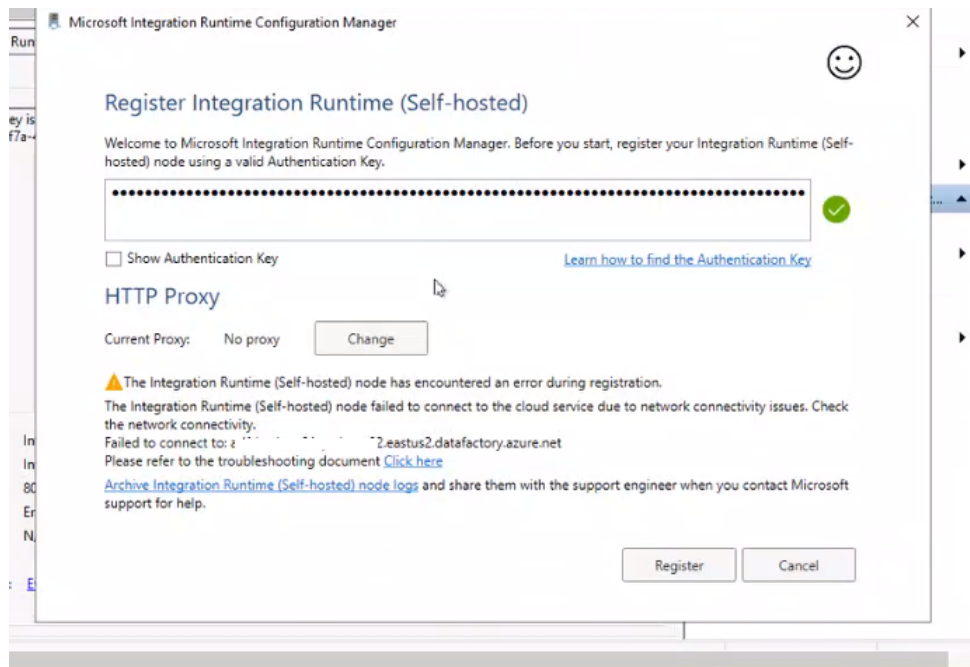 Microsoft Integration Runtime Configuration Manager
Run
Register Integration Runtime (Self-hosted)
ey is
f7a-
Welcome to Microsoft Integration Runtime Configuration Manager. Before you start, register your Integration Runtime (Self-
hosted) node using a valid Authentication Key.
Show Authentication Key
Learn how to find the Authentication Key
HTTP Proxy
Current Proxy:
No proxy
Change
The Integration Runtime (Self-hosted) node has encountered an error during registration.
The Integration Runtime (Self-hosted) node failed to connect to the cloud service due to network connectivity issues. Check
the network connectivity.
Failed to connect to: 2.eastus2.datafactory.azure.net
Please refer to the troubleshooting document Click here
Archive Integration Runtime (Self-hosted) node logs and share them with the support engineer when you contact Microsoft
support for help.
In
In
80
Er
N
E
Register
Cancel